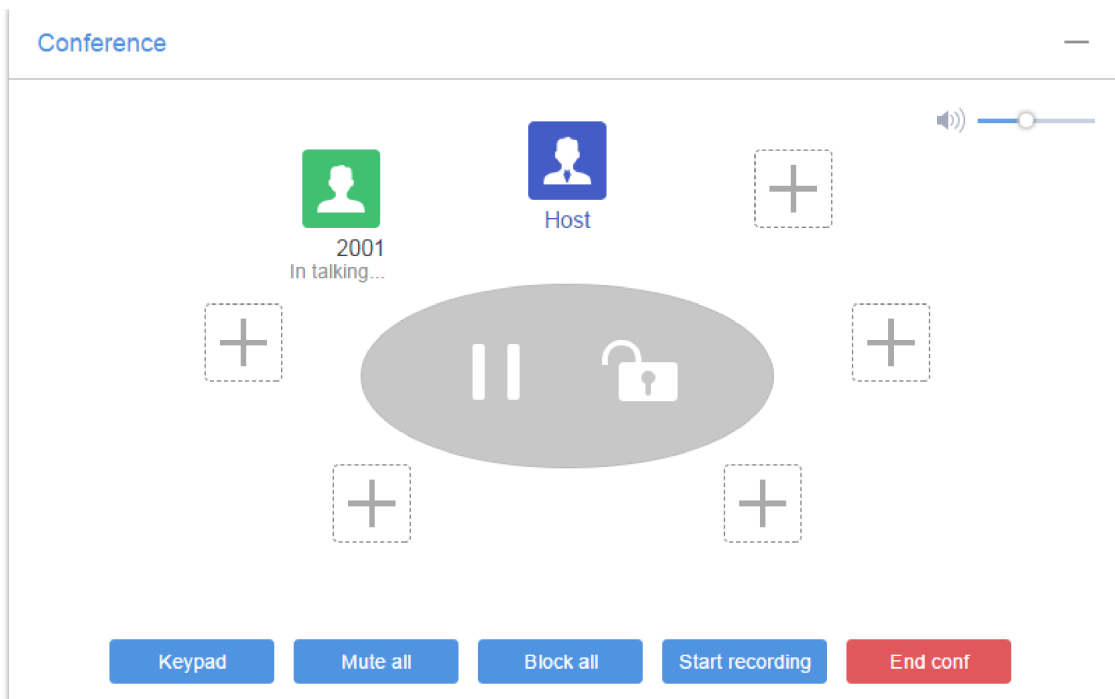 Conference
Host
2001
In talking...
Keypad
Mute all
Block all
Start recording
End conf